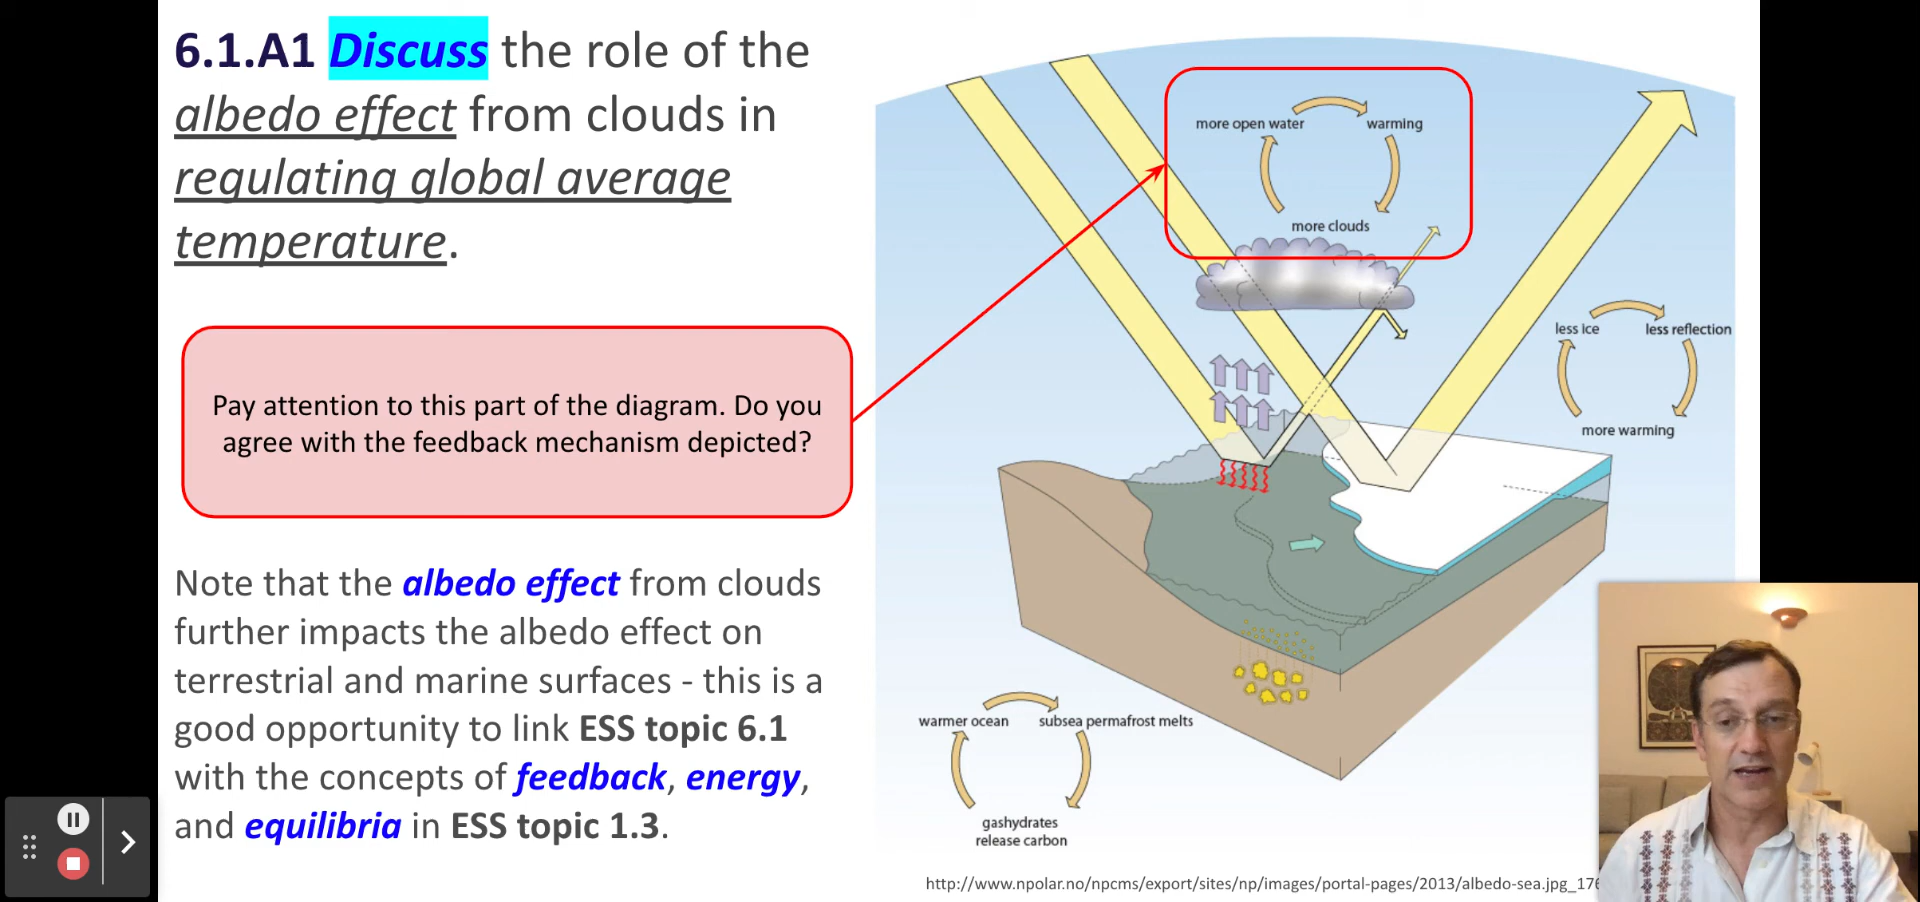 6.1.A1 Discuss the role of the
albedo effect from clouds in
regulating global average
temperature.
Pay attention to this part of the diagram. Do you
agree with the feedback mechanism depicted?
Note that the albedo effect from clouds
further impacts the albedo effect on
terrestrial and marine surfaces - this is a
good opportunity to link ESS topic 6.1
with the concepts of feedback, energy,
and equilibria in ESS topic 1.3.
more open water
warming
more clouds
less ice
less reflection
more warming
warmer ocean
subsea permafrost melts
gashydrates
release carbon
http://www.npolar.no/npcms/export/sites/np/images/portal-pages/2013/albedo-sea.jpg_176